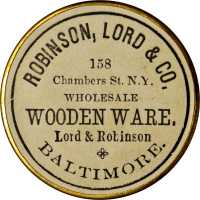 ROBINSON, LORD & CO.
158
Chambers St. N.Y.
WHOLESALE
WOODEN WARE.
Lord & Robinson
BALTIMORE.